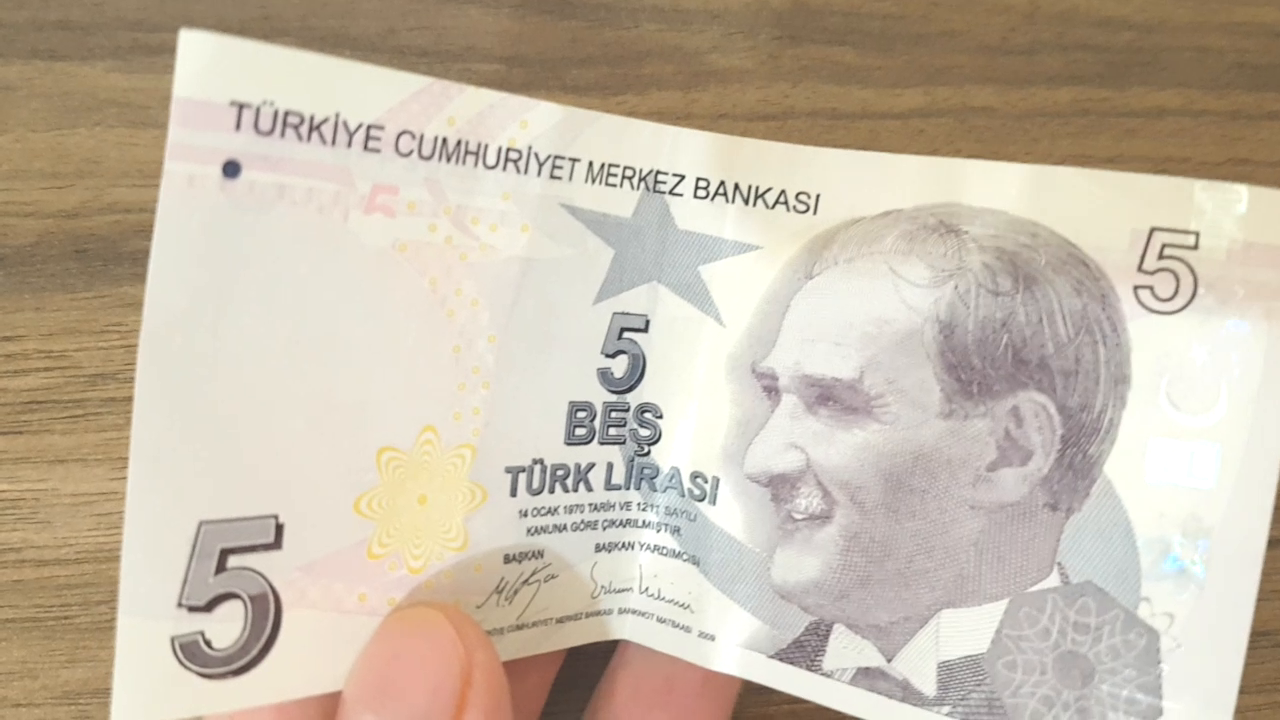 TÜRKİYE CUMHURİYET MERKEZ BANKASI
5
5
5
BEŞ
TÜRK LİRASI
14 OCAK 1970 TARİH VE 1211 SAYILI
KANUNA GÖRE ÇIKARILMIŞTIR.
BAŞKAN BAŞKAN YARDIMCISI
CUMHURİYET MERKEZ BANKASI BANKNOT MATBAASI 2009
5